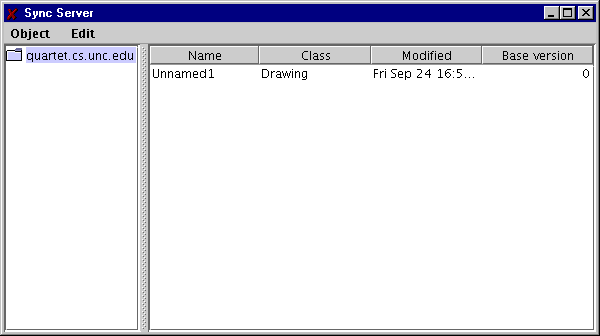 Sync Server
Object Edit
quartet.cs.unc.edu
Name Class Modified Base version
Unnamed1 Drawing Fri Sep 24 16:5... 0